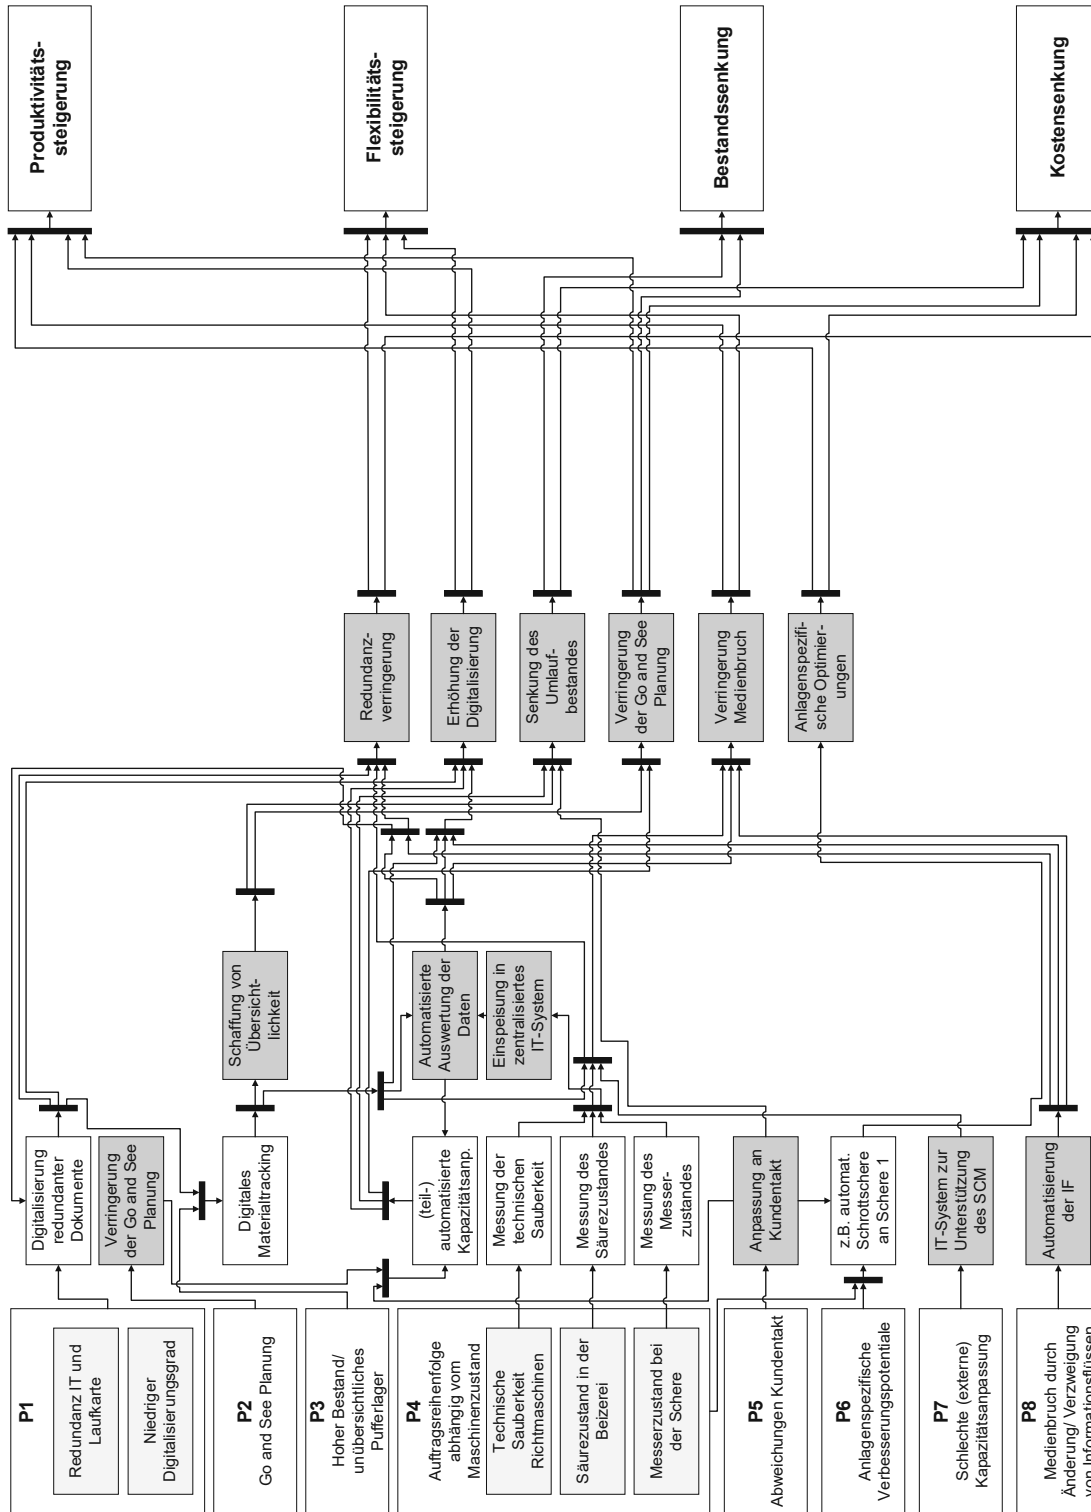 P1
Redundanz IT und
Laufkarte
Niedriger
Digitalisierungsgrad
P2
Go and See Planung
P3
Hoher Bestand/
unübersichtliches
Pufferlager
P4
Auftragsreihenfolge
abhängig vom
Maschinenzustand
Technische
Sauberkeit
Richtmaschinen
Säurezustand in der
Beizerei
Messerzustand bei
der Schere
P5
Abweichungen Kundentakt
P6
Anlagenspezifische
Verbesserungspotentiale
P7
Schlechte (externe)
Kapazitätsanpassung
P8
Medienbruch durch
Änderung/ Verzweigung
von Informationsflüssen
Digitalisierung
redundanter
Dokumente
Verringerung
der Go and See
Planung
Digitales
Materialtracking
(teil-)
automatisierte
Kapazitätsanp.
Messung der
technischen
Sauberkeit
Messung des
Säurezustandes
Messung des
Messer-
zustandes
Anpassung an
Kundentakt
z.B. automat.
Schrottschere
an Schere 1
IT-System zur
Unterstützung
des SCM
Automatisierung
der IF
Schaffung von
Übersicht-
lichkeit
Automatisierte
Auswertung der
Daten
Einspeisung in
zentralisiertes
IT-System
Redundanz-
verringerung
Erhöhung der
Digitalisierung
Senkung des
Umlauf-
bestandes
Verringerung
der Go and See
Planung
Verringerung
Medienbruch
Anlagenspezifi-
sche Optimier-
ungen
Produktivitäts-
steigerung
Flexibilitäts-
steigerung
Bestandssenkung
Kostensenkung